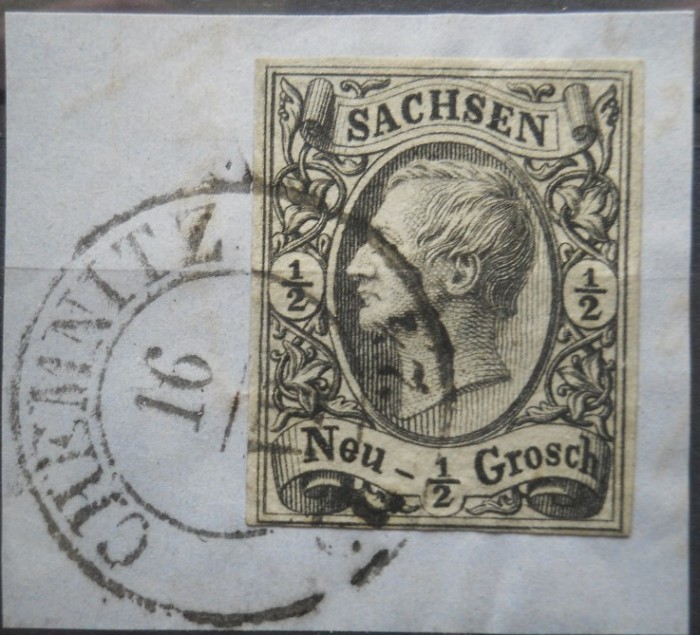 SACHSEN
1/2
1/2
Neu - 1/2 Grosch
CHEMNITZ
16